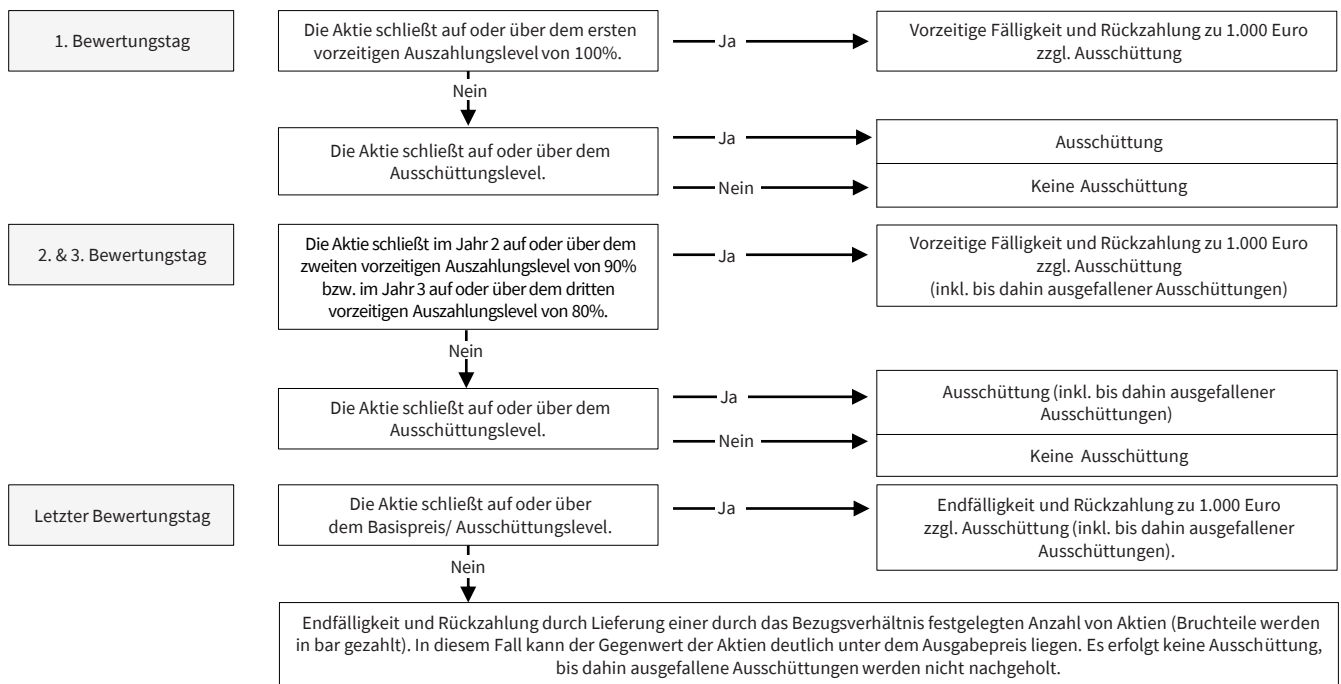 1. Bewertungstag
Die Aktie schließt auf oder über dem ersten
vorzeitigen Auszahlungslevel von 100%.
Ja
Vorzeitige Fälligkeit und Rückzahlung zu 1.000 Euro
zzgl. Ausschüttung
Nein
Die Aktie schließt auf oder über dem
Ausschüttungslevel.
Ja
Ausschüttung
Nein
Keine Ausschüttung
2. & 3. Bewertungstag
Die Aktie schließt im Jahr 2 auf oder über dem
zweiten vorzeitigen Auszahlungslevel von 90%
bzw. im Jahr 3 auf oder über dem dritten
vorzeitigen Auszahlungslevel von 80%.
Ja
Vorzeitige Fälligkeit und Rückzahlung zu 1.000 Euro
zzgl. Ausschüttung
(inkl. bis dahin ausgefallener Ausschüttungen)
Nein
Die Aktie schließt auf oder über dem
Ausschüttungslevel.
Ja
Ausschüttung (inkl. bis dahin ausgefallener
Ausschüttungen)
Nein
Keine Ausschüttung
Letzter Bewertungstag
Die Aktie schließt auf oder über
dem Basispreis/ Ausschüttungslevel.
Ja
Endfälligkeit und Rückzahlung zu 1.000 Euro
zzgl. Ausschüttung (inkl. bis dahin ausgefallener
Ausschüttungen).
Nein
Endfälligkeit und Rückzahlung durch Lieferung einer durch das Bezugsverhältnis festgelegten Anzahl von Aktien (Bruchteile werden
in bar gezahlt). In diesem Fall kann der Gegenwert der Aktien deutlich unter dem Ausgabepreis liegen. Es erfolgt keine Ausschüttung,
bis dahin ausgefallene Ausschüttungen werden nicht nachgeholt.